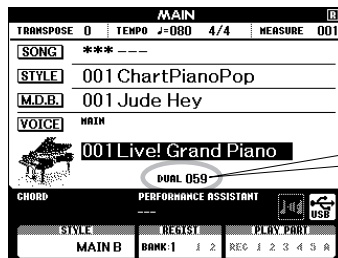 MAIN R
TRANSPOSE 0 TEMPO ♩=080 4/4 MEASURE 001
SONG *** ---
STYLE 001 ChartPianoPop
M.D.B. 001 Jude Hey
VOICE MAIN
001 Live! Grand Piano
DUAL 059
CHORD PERFORMANCE ASSISTANT
---
USB
STYLE REGIST PLAY PART
MAIN B BANK:1 1 2 REC 1 2 3 4 5 A